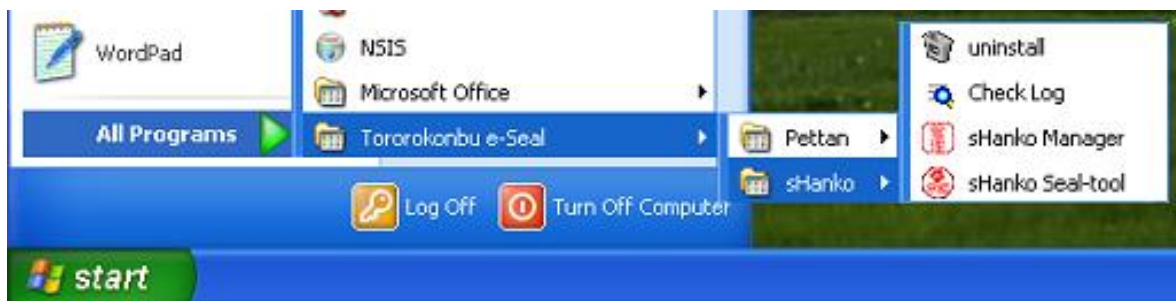 WordPad
All Programs
NSIS
Microsoft Office
Tororokonbu e-Seal
Pettan
sHanko
uninstall
Check Log
sHanko Manager
sHanko Seal-tool
Log Off
Turn Off Computer
start